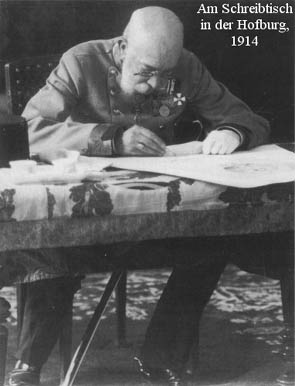 Am Schreibtisch
in der Hofburg,
1914